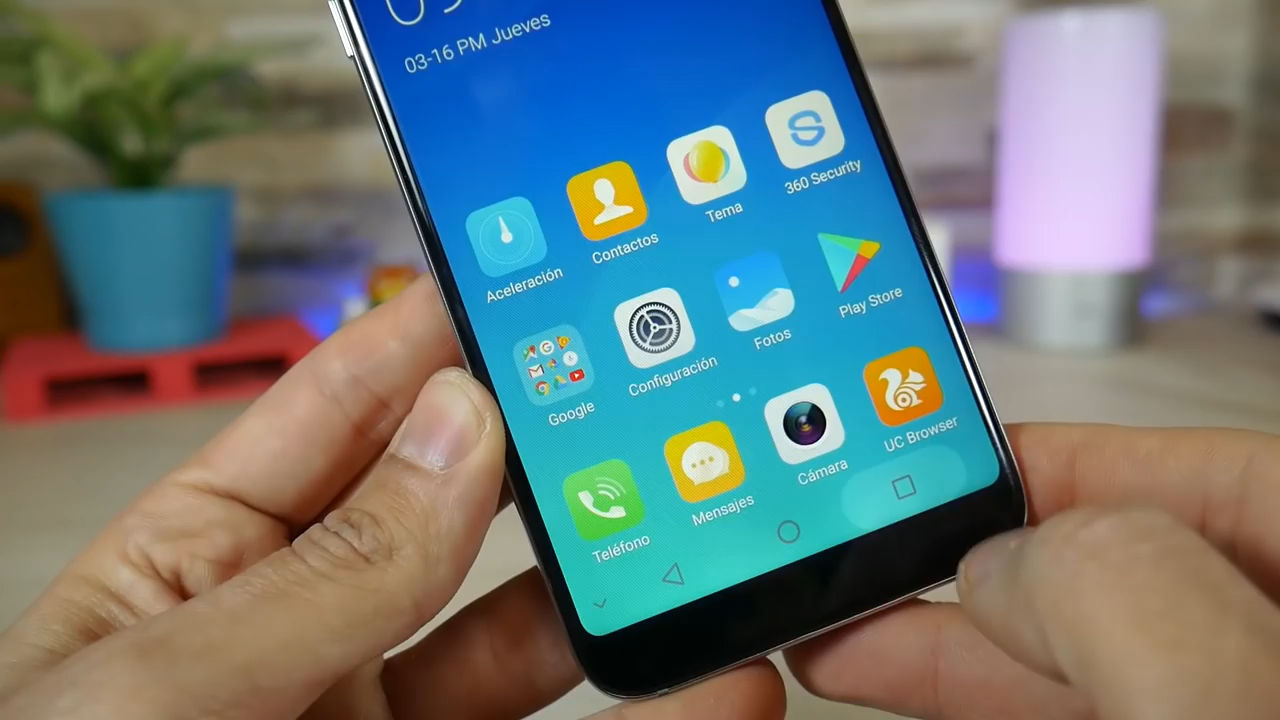 03-16 PM Jueves
Aceleración
Contactos
Tema
360 Security
Google
Configuración
Fotos
Play Store
Teléfono
Mensajes
Cámara
UC Browser